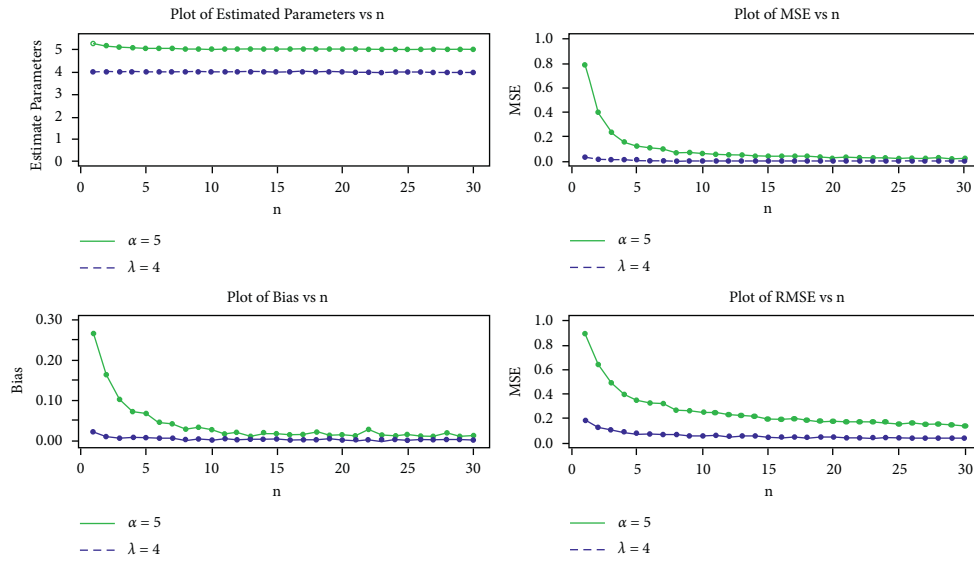 Plot of Estimated Parameters vs n
Estimate Parameters
5
4
3
2
1
0
0 5 10 15 20 25 30
n
α = 5
λ = 4
Plot of MSE vs n
MSE
1.0
0.8
0.6
0.4
0.2
0.0
0 5 10 15 20 25 30
n
α = 5
λ = 4
Plot of Bias vs n
Bias
0.30
0.20
0.10
0.00
0 5 10 15 20 25 30
n
α = 5
λ = 4
Plot of RMSE vs n
MSE
1.0
0.8
0.6
0.4
0.2
0.0
0 5 10 15 20 25 30
n
α = 5
λ = 4